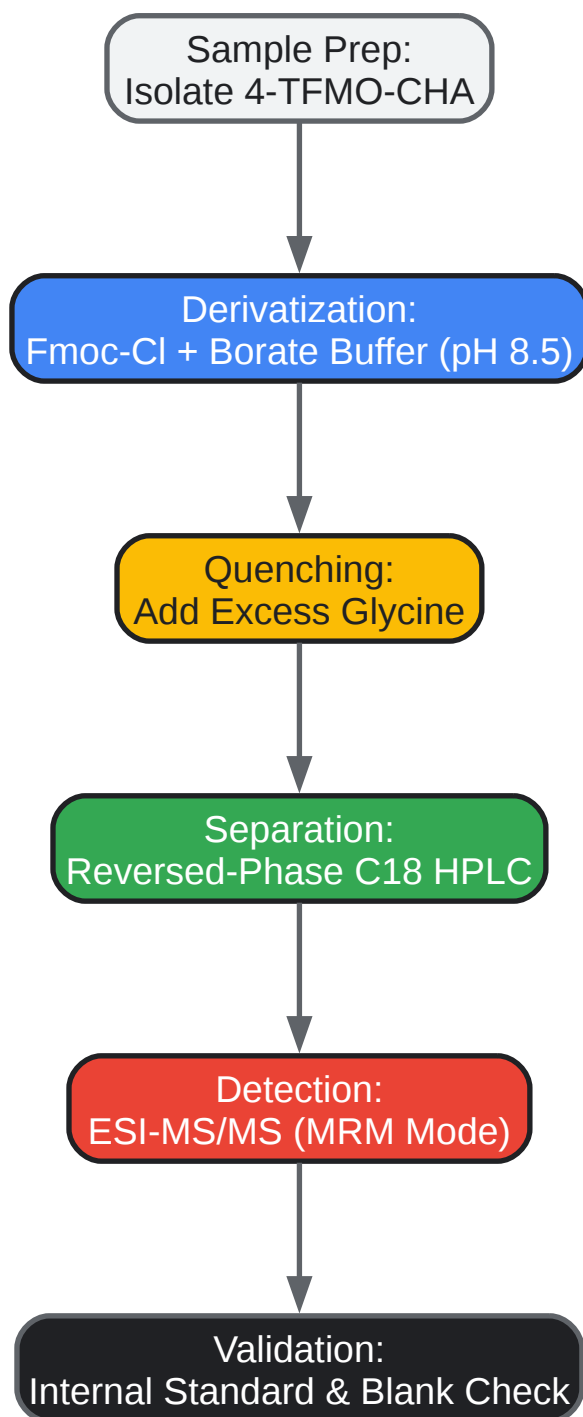 Sample Prep:
Isolate 4-TFMO-CHA
Derivatization:
Fmoc-Cl + Borate Buffer (pH 8.5)
Quenching:
Add Excess Glycine
Separation:
Reversed-Phase C18 HPLC
Detection:
ESI-MS/MS (MRM Mode)
Validation:
Internal Standard & Blank Check